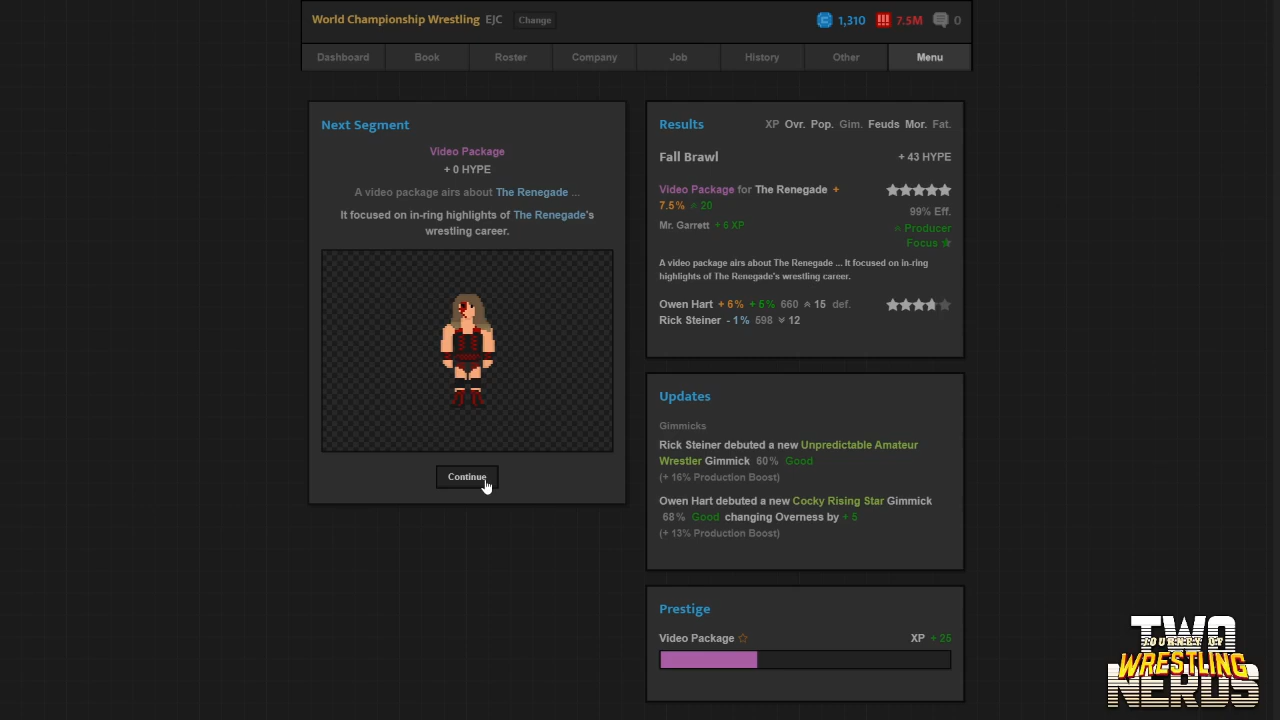 World Championship Wrestling EJC Change
1,310 7.5M 0
Dashboard Book Roster Company Job History Other Menu
Next Segment
Video Package
+ 0 HYPE
A video package airs about The Renegade ...
It focused on in-ring highlights of The Renegade's
wrestling career.
Continue
Results XP Ovr. Pop. Gim. Feuds Mor. Fat.
Fall Brawl + 43 HYPE
Video Package for The Renegade +
7.5% 20
99% Eff.
Mr. Garrett + 6 XP
Producer
Focus
A video package airs about The Renegade ... It focused on in-ring
highlights of The Renegade's wrestling career.
Owen Hart + 6% + 5% 660 15 def.
Rick Steiner - 1% 598 12
Updates
Gimmicks
Rick Steiner debuted a new Unpredictable Amateur
Wrestler Gimmick 60% Good
(+ 16% Production Boost)
Owen Hart debuted a new Cocky Rising Star Gimmick
68% Good changing Overness by + 5
(+ 13% Production Boost)
Prestige
Video Package XP + 25
TWO
JOURNEY OF
WRESTLING
NERDS